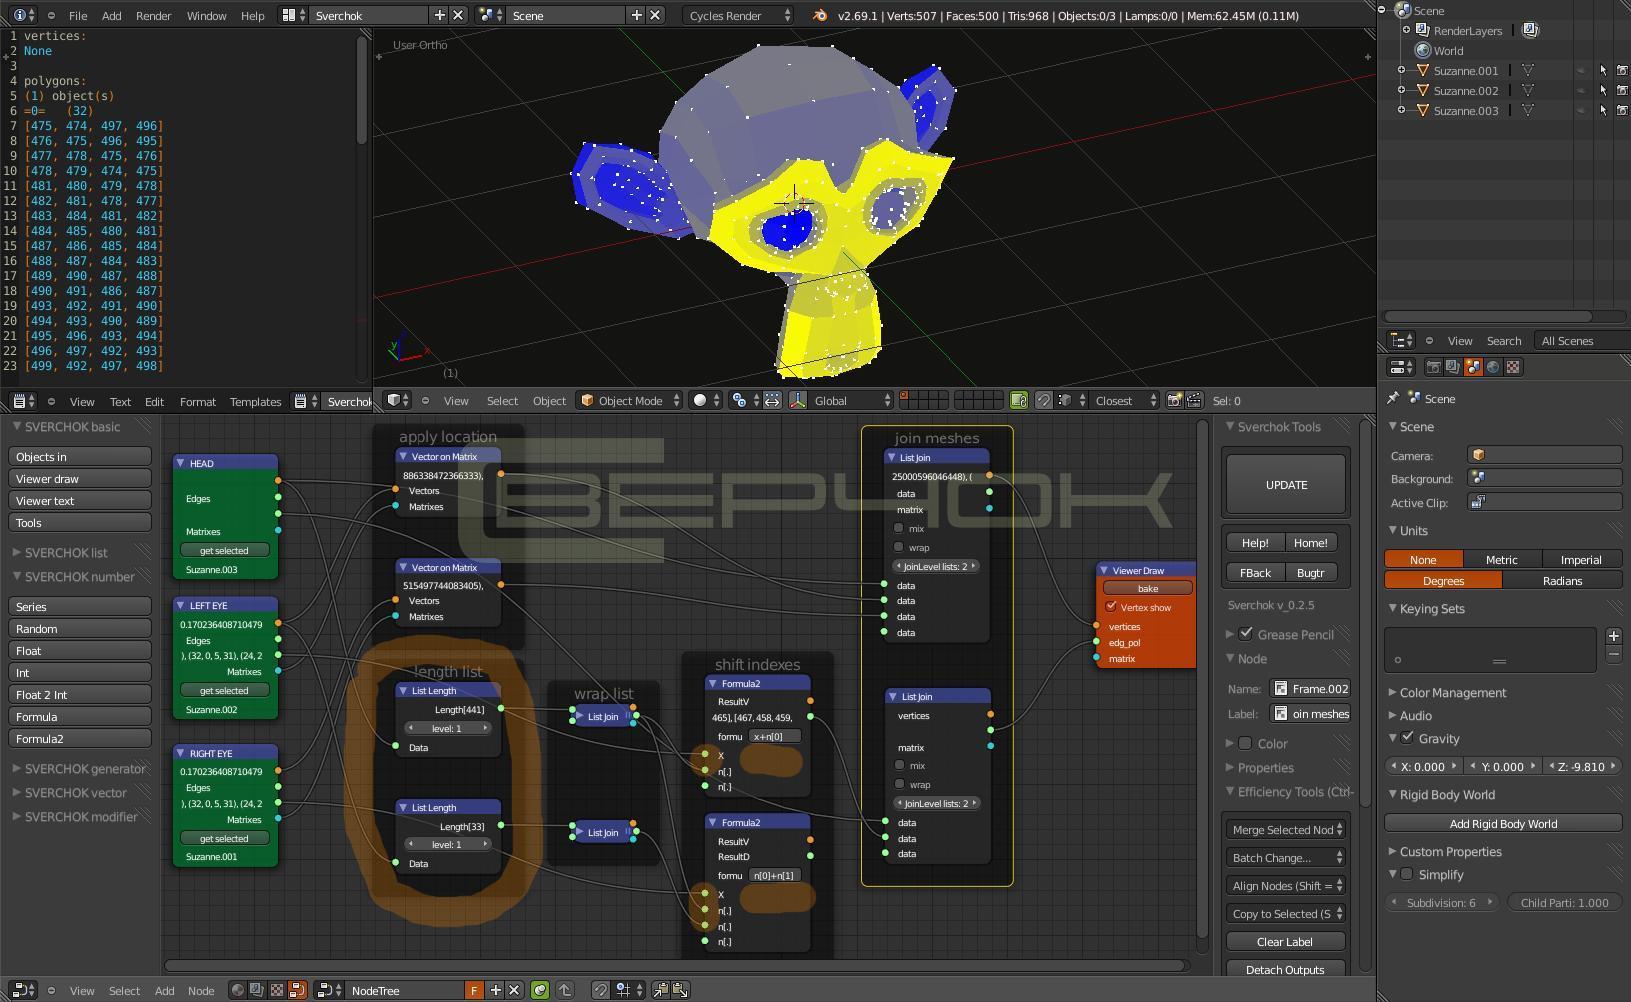 File Add Render Window Help Sverchok Scene Cycles Render v2.69.1 | Verts:507 | Faces:500 | Tris:968 | Objects:0/3 | Lamps:0/0 | Mem:62.45M (0.11M)
1 vertices:
2 None
3
4 polygons:
5 (1) object(s)
6 =0= (32)
7 [475, 474, 497, 496]
8 [476, 475, 496, 495]
9 [477, 478, 475, 476]
10 [478, 479, 474, 475]
11 [481, 480, 479, 478]
12 [482, 481, 478, 477]
13 [483, 484, 481, 482]
14 [484, 485, 480, 481]
15 [487, 486, 485, 484]
16 [488, 487, 484, 483]
17 [489, 490, 487, 488]
18 [490, 491, 486, 487]
19 [493, 492, 491, 490]
20 [494, 493, 490, 489]
21 [495, 496, 493, 494]
22 [496, 497, 492, 493]
23 [499, 492, 497, 498]
View Text Edit Format Templates Sverchok
User Ortho
y x
(1)
View Select Object Object Mode Global Closest Sel: 0
Scene
RenderLayers
World
Suzanne.001
Suzanne.002
Suzanne.003
View Search All Scenes
Scene
Scene
Camera:
Background:
Active Clip:
Units
None Metric Imperial
Degrees Radians
Keying Sets
Color Management
Audio
Gravity
X: 0.000 Y: 0.000 Z: -9.810
Rigid Body World
Add Rigid Body World
Custom Properties
Simplify
Subdivision: 6 Child Parti: 1.000
SVERCHOK basic
Objects in
Viewer draw
Viewer text
Tools
SVERCHOK list
SVERCHOK number
Series
Random
Float
Int
Float 2 Int
Formula
Formula2
SVERCHOK generator
SVERCHOK vector
SVERCHOK modifier
HEAD
Edges
Matrixes
get selected
Suzanne.003
LEFT EYE
0.170236408710479
Edges
), (32, 0, 5, 31), (24, 2
Matrixes
get selected
Suzanne.002
RIGHT EYE
0.170236408710479
Edges
), (32, 0, 5, 31), (24, 2
Matrixes
get selected
Suzanne.001
apply location
Vector on Matrix
886338472366333),
Vectors
Matrixes
Vector on Matrix
515497744083405),
Vectors
Matrixes
СВЕРЧОК
length list
List Length
Length[441]
level: 1
Data
List Length
Length[33]
level: 1
Data
wrap list
List Join
List Join
shift indexes
Formula2
ResultV
465], [467, 458, 459,
formu x+n[0]
X
n[.]
n[.]
Formula2
ResultV
ResultD
formu n[0]+n[1]
X
n[.]
n[.]
n[.]
join meshes
List Join
25000596046448), (
data
matrix
mix
wrap
JoinLevel lists: 2
data
data
data
data
List Join
vertices
matrix
mix
wrap
JoinLevel lists: 2
data
data
data
Viewer Draw
bake
Vertex show
vertices
edg_pol
matrix
Sverchok Tools
UPDATE
Help! Home!
FBack Bugtr
Sverchok v_0.2.5
Grease Pencil
Node
Name: Frame.002
Label: oin meshes
Color
Properties
Efficiency Tools (Ctrl-
Merge Selected Nod
Batch Change...
Align Nodes (Shift =
Copy to Selected (S
Clear Label
Detach Outputs
View Select Add Node NodeTree F